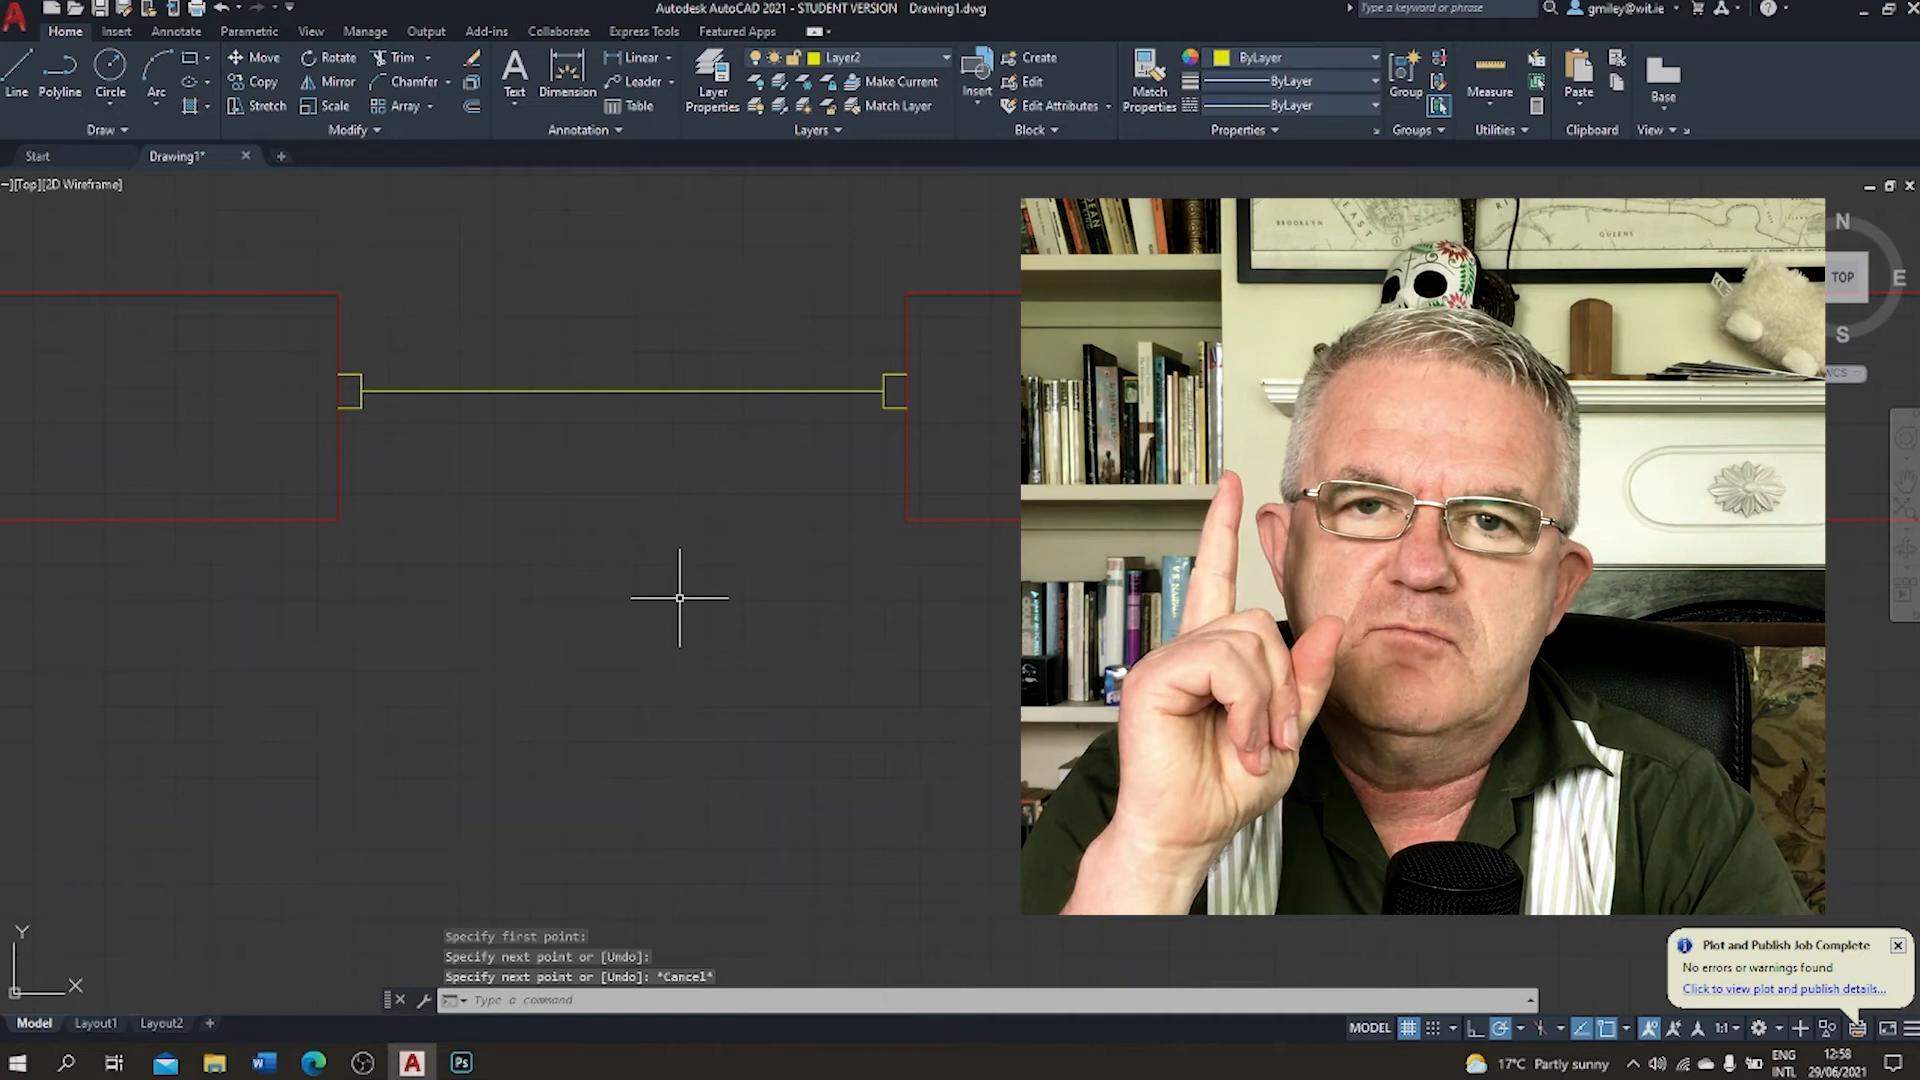 Autodesk AutoCAD 2021 - STUDENT VERSION Drawing1.dwg
Type a keyword or phrase
gmiley@wit.ie
Home Insert Annotate Parametric View Manage Output Add-ins Collaborate Express Tools Featured Apps
Line Polyline Circle Arc
Move Rotate Trim
Copy Mirror Chamfer
Stretch Scale Array
Text Dimension
Linear
Leader
Table
Layer Properties
Layer2
Make Current
Match Layer
Insert
Create
Edit
Edit Attributes
Match Properties
ByLayer
ByLayer
ByLayer
Group
Measure
Paste
Base
Draw Modify Annotation Layers Block Properties Groups Utilities Clipboard View
Start Drawing1*
[Top][2D Wireframe]
BROOKLYN
EAST
QUEENS
N
TOP E
S
WCS
Specify first point:
Specify next point or [Undo]:
Specify next point or [Undo]: *Cancel*
Type a command
Y
X
Plot and Publish Job Complete
No errors or warnings found
Click to view plot and publish details...
Model Layout1 Layout2
MODEL 1:1
17°C Partly sunny
ENG
INTL
12:58
29/06/2021